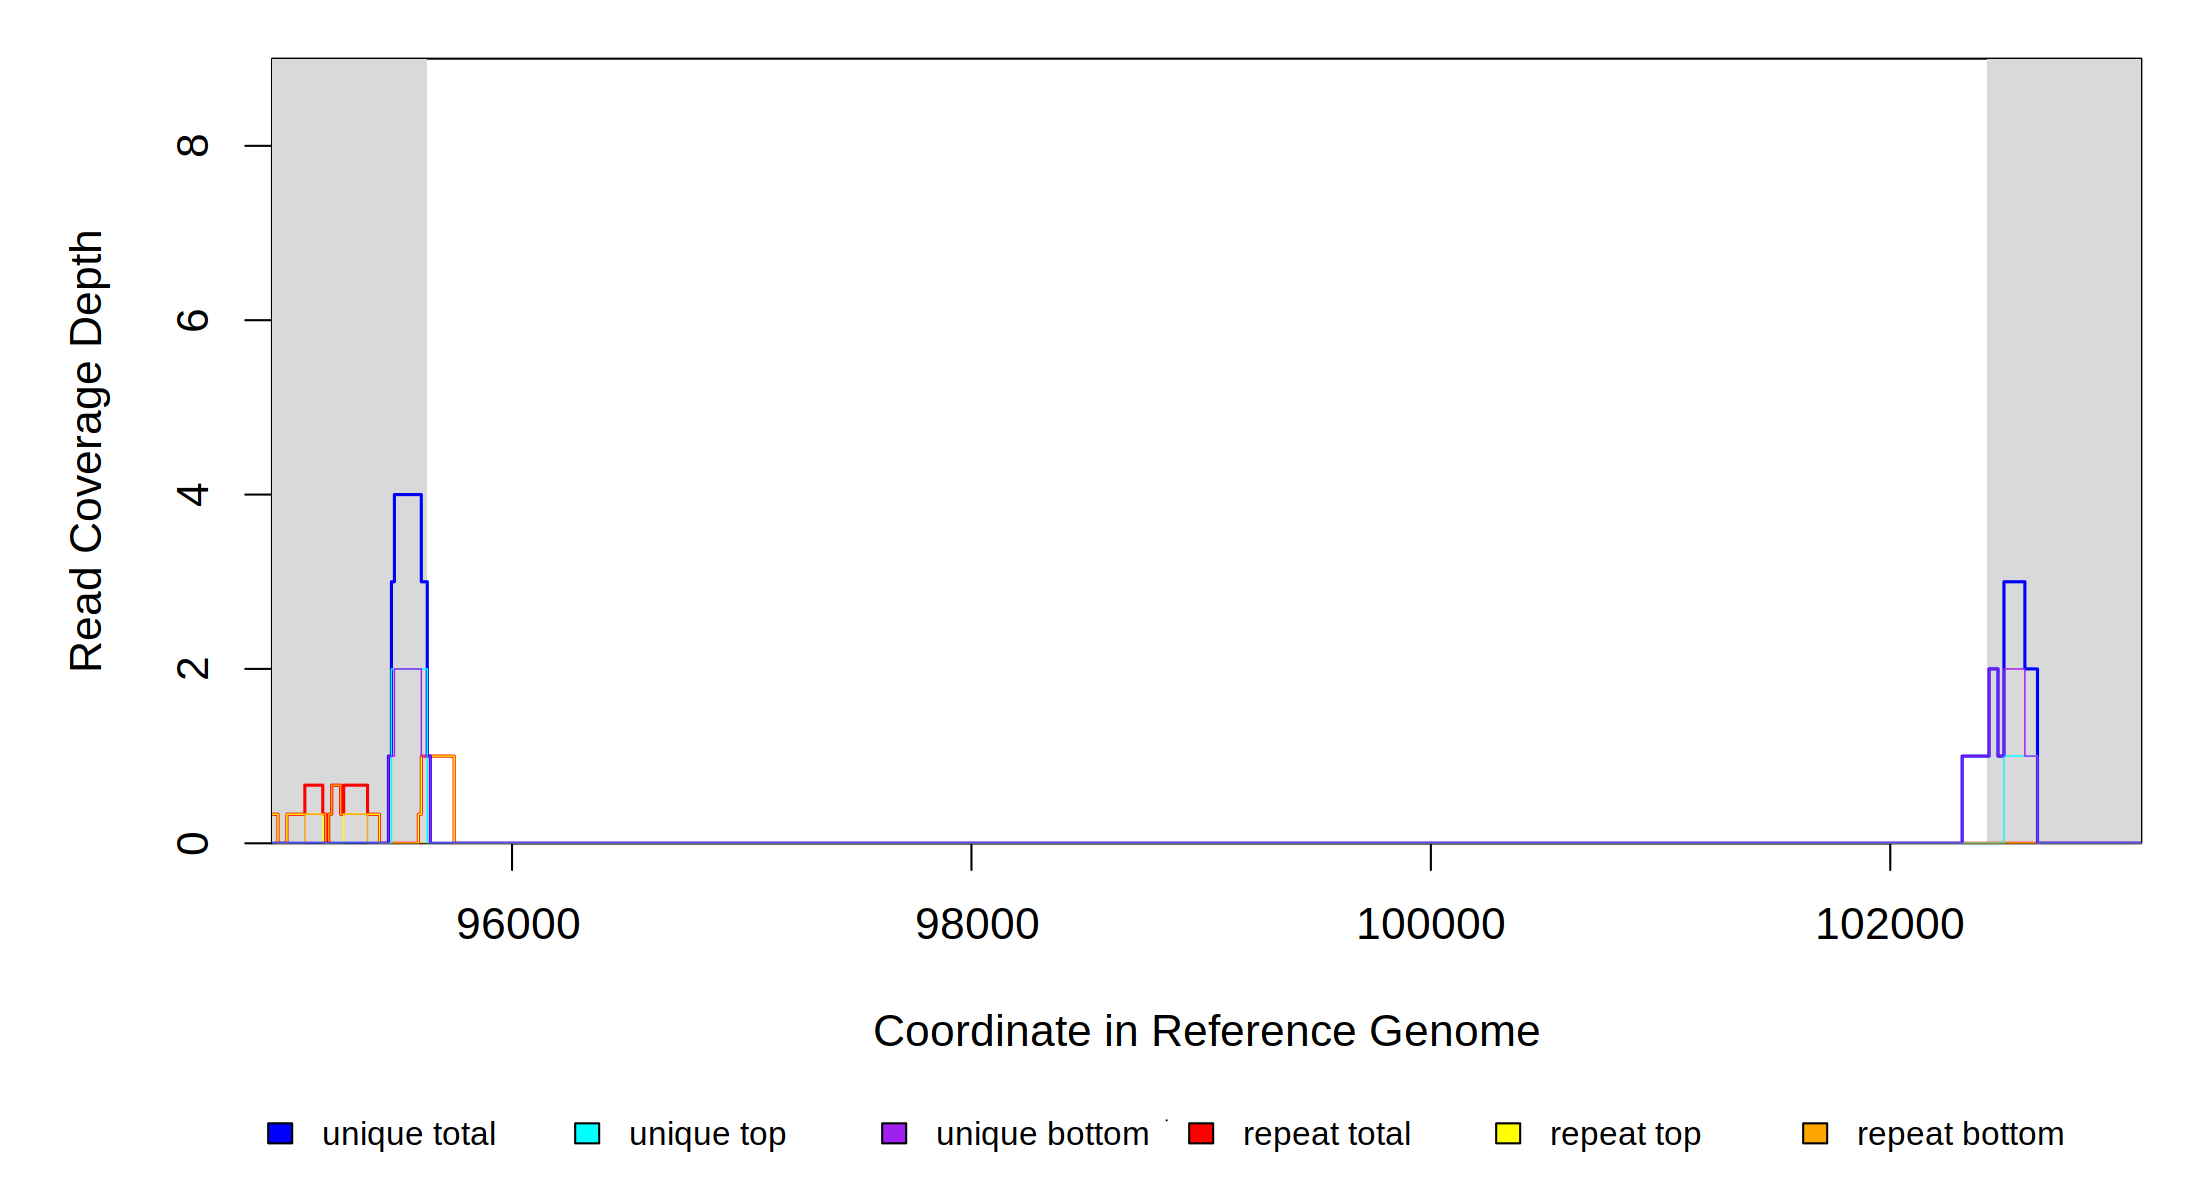 8
6
4
2
0
Read Coverage Depth
96000 98000 100000 102000
Coordinate in Reference Genome
unique total unique top unique bottom repeat total repeat top repeat bottom